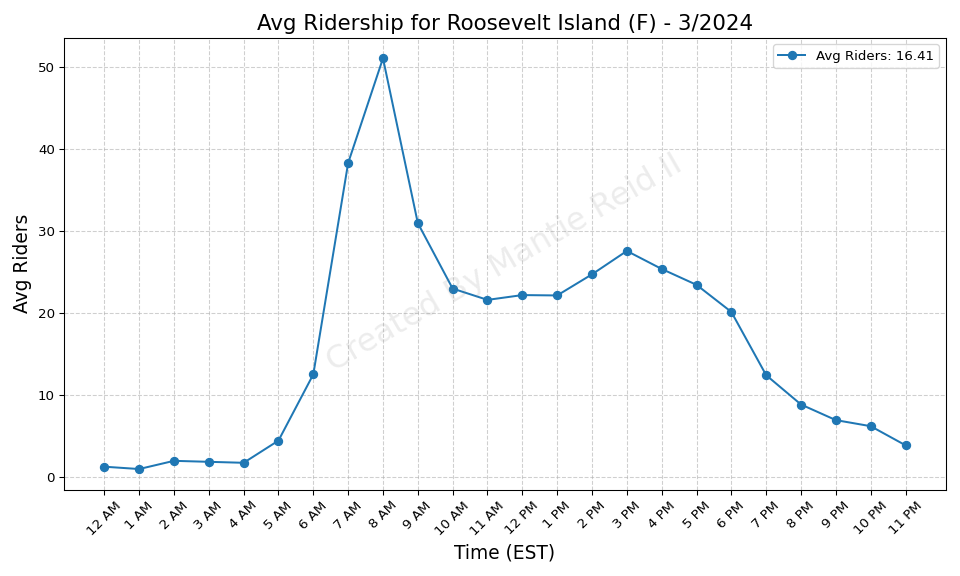 Avg Ridership for Roosevelt Island (F) - 3/2024
Avg Riders: 16.41
Avg Riders
50
40
30
20
10
0
Created By Mantie Reid II
12 AM
1 AM
2 AM
3 AM
4 AM
5 AM
6 AM
7 AM
8 AM
9 AM
10 AM
11 AM
12 PM
1 PM
2 PM
3 PM
4 PM
5 PM
6 PM
7 PM
8 PM
9 PM
10 PM
11 PM
Time (EST)